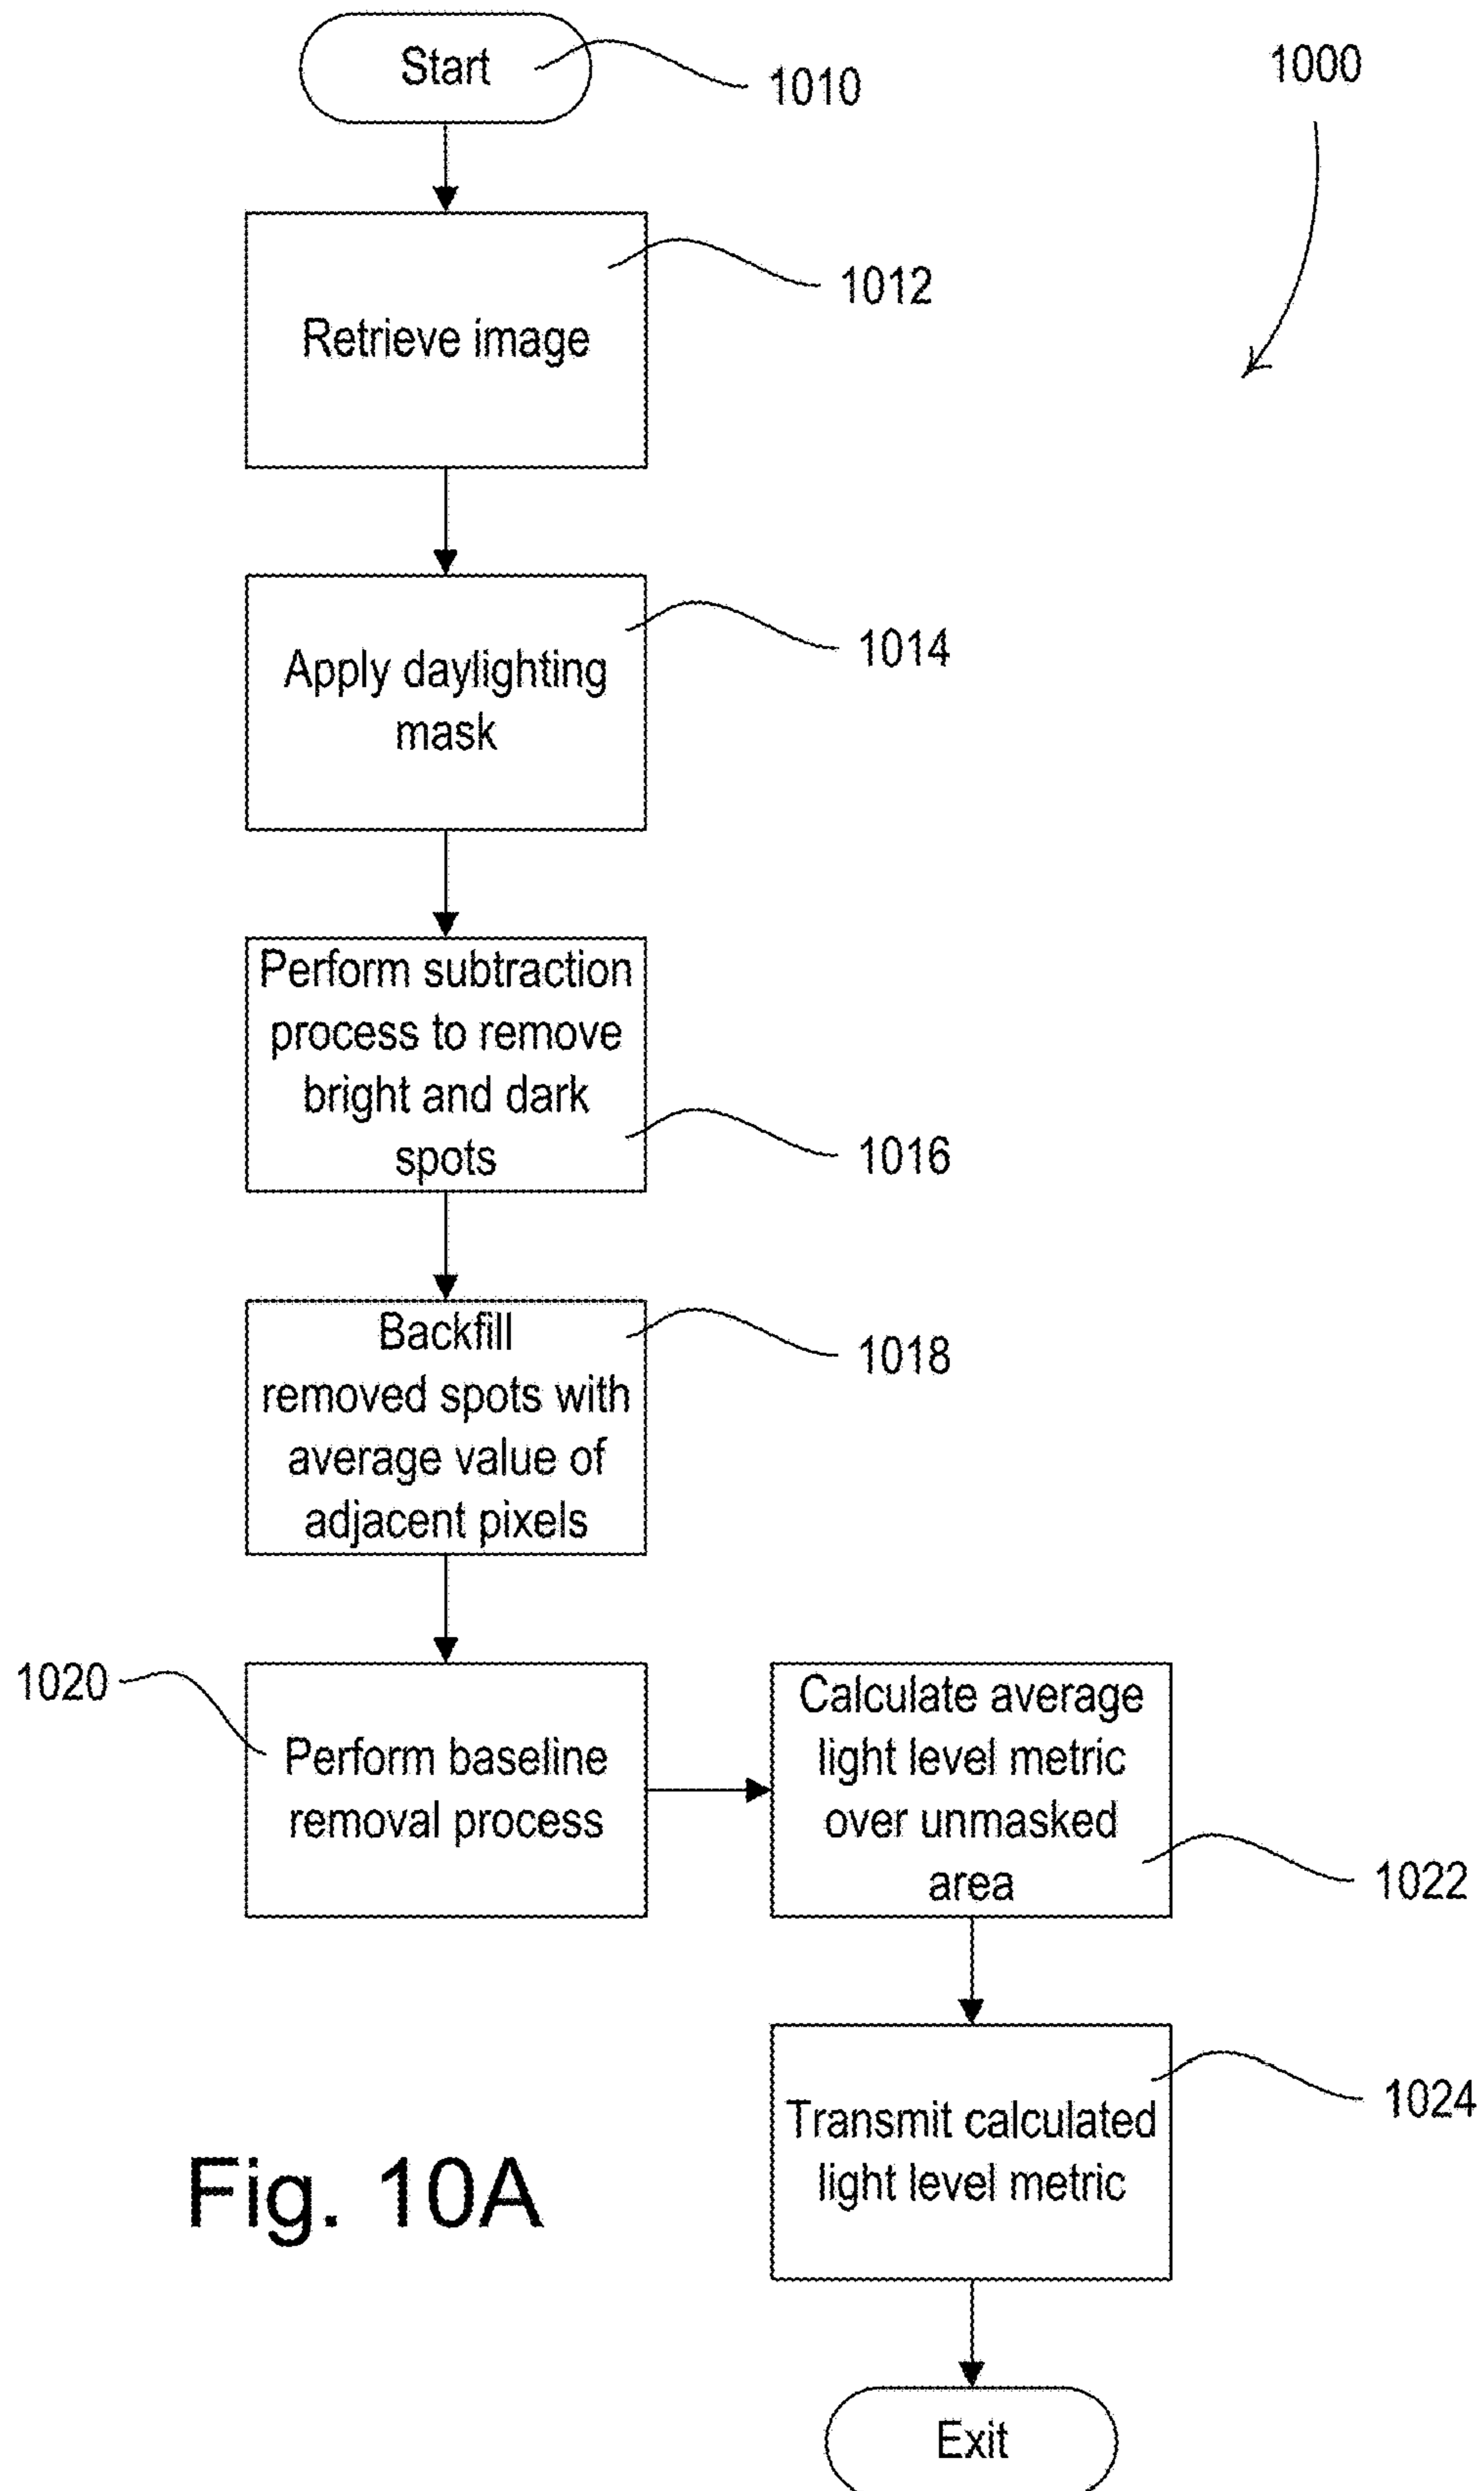 Start
1010
1000
Retrieve image
1012
Apply daylighting
mask
1014
Perform subtraction
process to remove
bright and dark
spots
1016
Backfill
removed spots with
average value of
adjacent pixels
1018
1020
Perform baseline
removal process
Calculate average
light level metric
over unmasked
area
1022
Transmit calculated
light level metric
1024
Fig. 10A
Exit